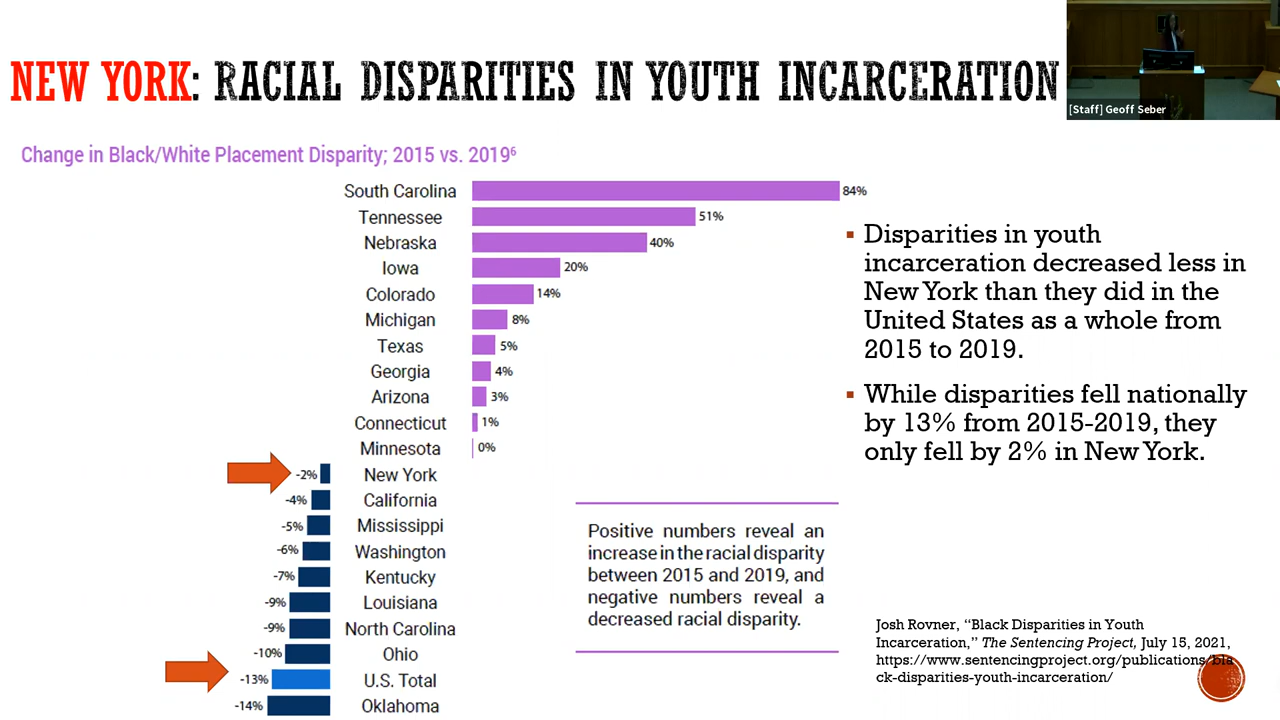 NEW YORK: RACIAL DISPARITIES IN YOUTH INCARCERATION
[Staff] Geoff Seber
Change in Black/White Placement Disparity; 2015 vs. 2019⁶
South Carolina 84%
Tennessee 51%
Nebraska 40%
Iowa 20%
Colorado 14%
Michigan 8%
Texas 5%
Georgia 4%
Arizona 3%
Connecticut 1%
Minnesota 0%
-2% New York
-4% California
-5% Mississippi
-6% Washington
-7% Kentucky
-9% Louisiana
-9% North Carolina
-10% Ohio
-13% U.S. Total
-14% Oklahoma
Positive numbers reveal an
increase in the racial disparity
between 2015 and 2019, and
negative numbers reveal a
decreased racial disparity.
▪ Disparities in youth
incarceration decreased less in
New York than they did in the
United States as a whole from
2015 to 2019.
▪ While disparities fell nationally
by 13% from 2015-2019, they
only fell by 2% in New York.
Josh Rovner, “Black Disparities in Youth
Incarceration,” The Sentencing Project, July 15, 2021,
https://www.sentencingproject.org/publications/bla
ck-disparities-youth-incarceration/